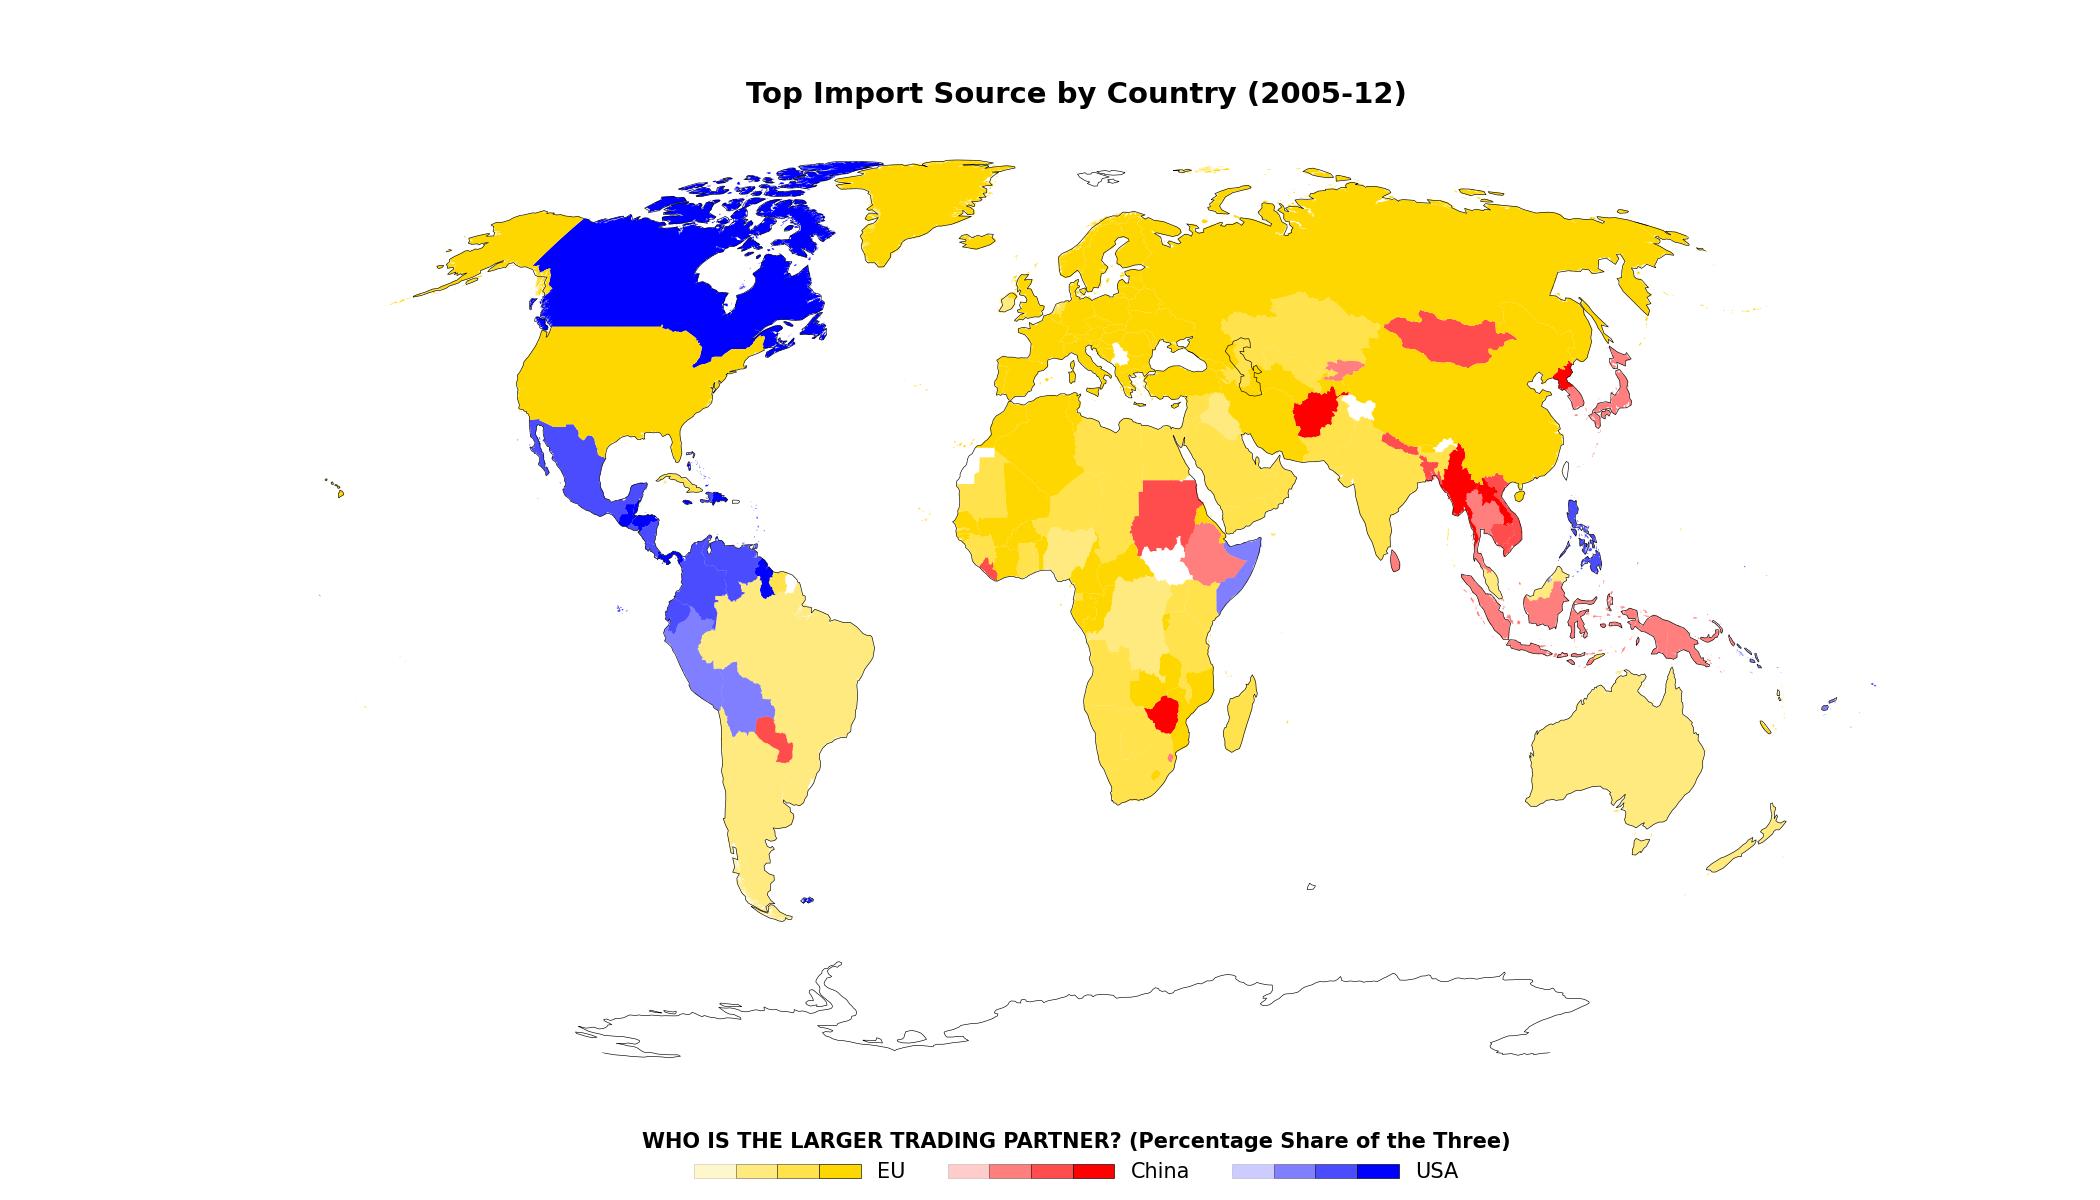 Top Import Source by Country (2005-12)
WHO IS THE LARGER TRADING PARTNER? (Percentage Share of the Three)
EU China USA